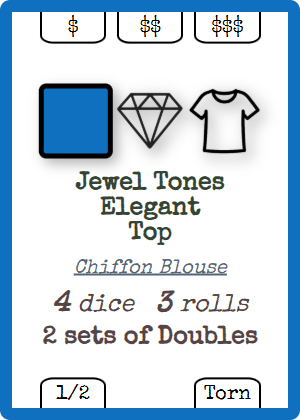 $ $$ $$$
Jewel Tones
Elegant
Top
Chiffon Blouse
4 dice 3 rolls
2 sets of Doubles
1/2 Torn